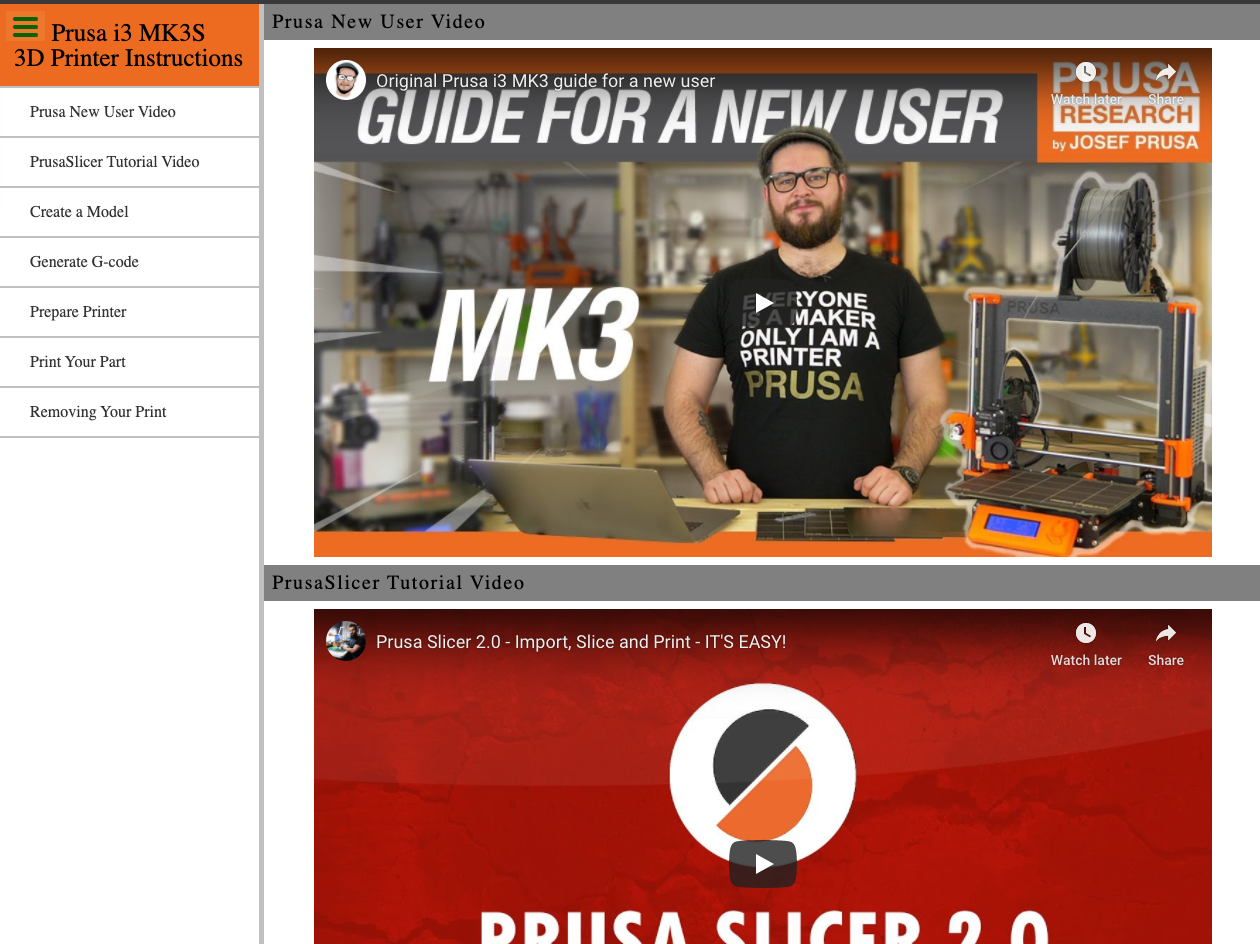 Prusa i3 MK3S
3D Printer Instructions
Prusa New User Video
PrusaSlicer Tutorial Video
Create a Model
Generate G-code
Prepare Printer
Print Your Part
Removing Your Print
Prusa New User Video
Original Prusa i3 MK3 guide for a new user
Watch later
Share
GUIDE FOR A NEW USER
PRUSA
RESEARCH
by JOSEF PRUSA
MK3
EVERYONE
IS A MAKER
ONLY I AM A
PRINTER
PRUSA
PRUSA
PrusaSlicer Tutorial Video
Prusa Slicer 2.0 - Import, Slice and Print - IT'S EASY!
Watch later
Share
PRUSA SLICER 2.0